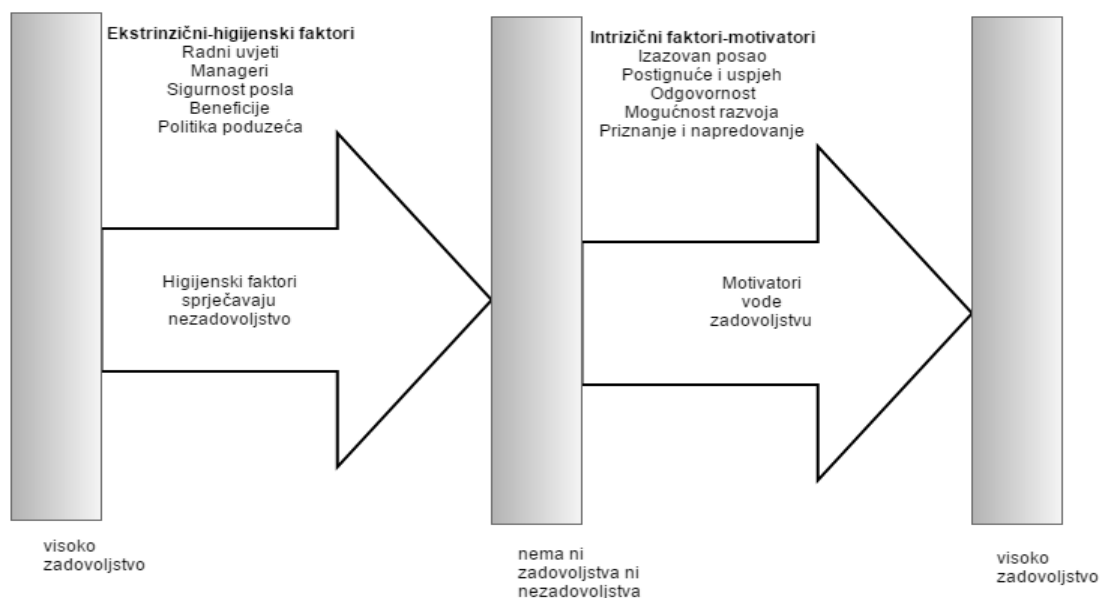 Ekstrinzični-higijenski faktori
Radni uvjeti
Manageri
Sigurnost posla
Beneficije
Politika poduzeća
Intrizični faktori-motivatori
Izazovan posao
Postignuće i uspjeh
Odgovornost
Mogućnost razvoja
Priznanje i napredovanje
Higijenski faktori
sprječavaju
nezadovoljstvo
Motivatori
vode
zadovoljstvu
visoko
zadovoljstvo
nema ni
zadovoljstva ni
nezadovoljstva
visoko
zadovoljstvo